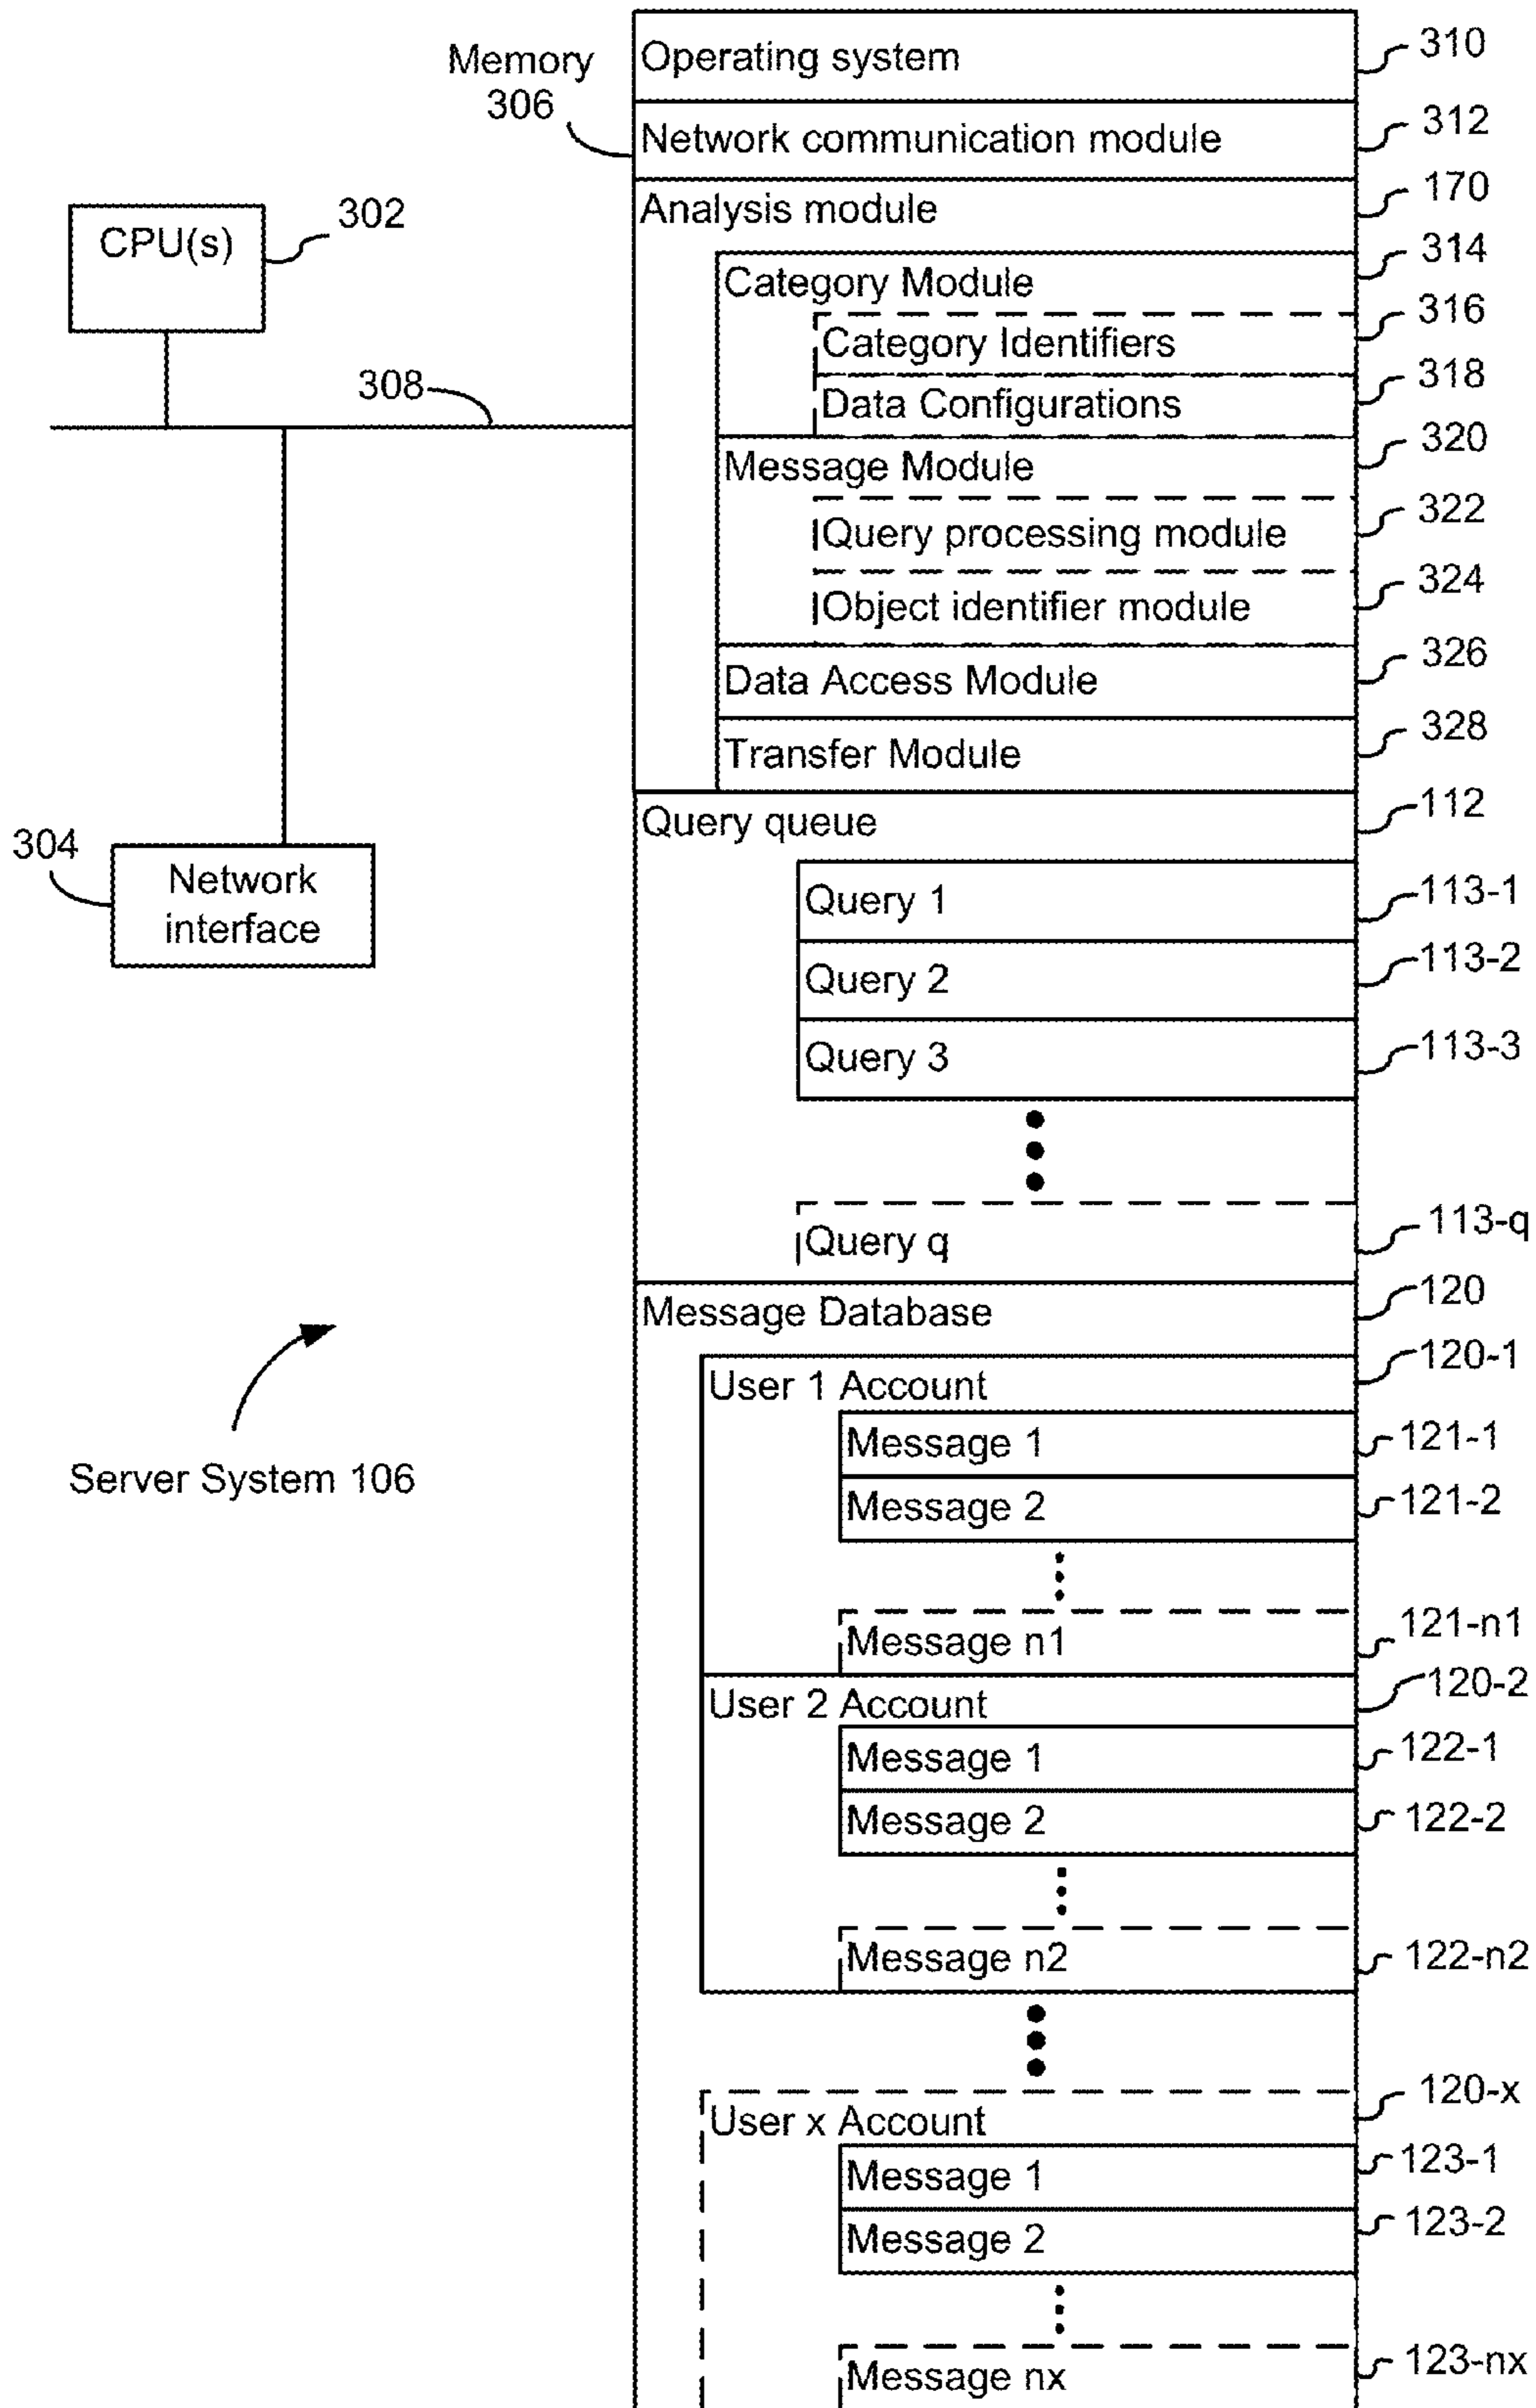 Memory
306
CPU(s)
302
308
304
Network
interface
Server System 106
Operating system 310
Network communication module 312
Analysis module 170
Category Module 314
Category Identifiers 316
Data Configurations 318
Message Module 320
Query processing module 322
Object identifier module 324
Data Access Module 326
Transfer Module 328
Query queue 112
Query 1 113-1
Query 2 113-2
Query 3 113-3
Query q 113-q
Message Database 120
User 1 Account 120-1
Message 1 121-1
Message 2 121-2
Message n1 121-n1
User 2 Account 120-2
Message 1 122-1
Message 2 122-2
Message n2 122-n2
User x Account 120-x
Message 1 123-1
Message 2 123-2
Message nx 123-nx